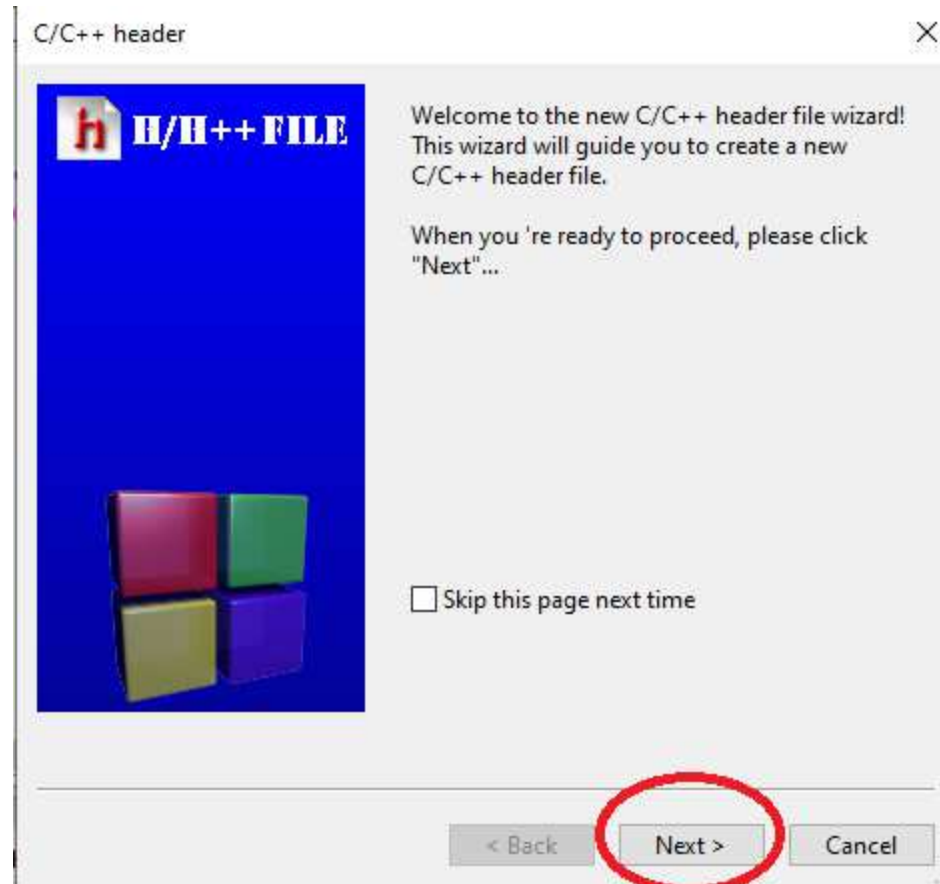 C/C++ header
H/H++ FILE
Welcome to the new C/C++ header file wizard!
This wizard will guide you to create a new
C/C++ header file.
When you 're ready to proceed, please click
"Next"...
Skip this page next time
< Back
Next >
Cancel